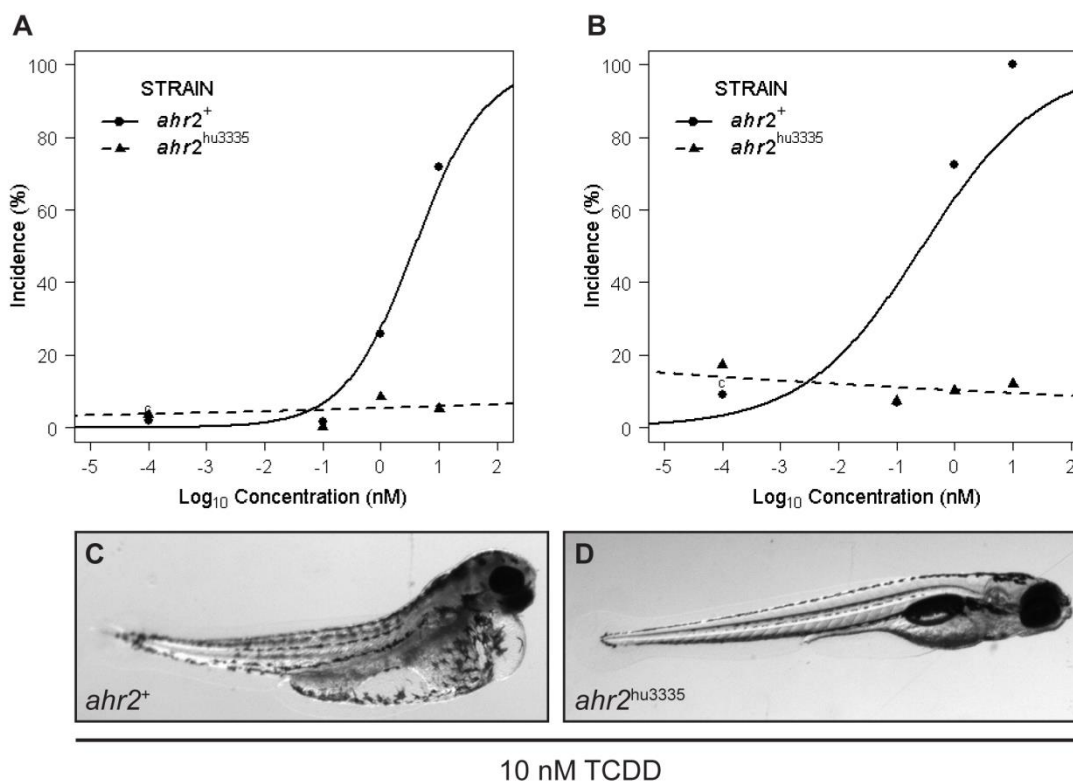 A
B
100
80
60
40
20
0
Incidence (%)
STRAIN
ahr2+
ahr2hu3335
c
-5 -4 -3 -2 -1 0 1 2
Log10 Concentration (nM)
100
80
60
40
20
0
Incidence (%)
STRAIN
ahr2+
ahr2hu3335
c
-5 -4 -3 -2 -1 0 1 2
Log10 Concentration (nM)
C
ahr2+
D
ahr2hu3335
10 nM TCDD